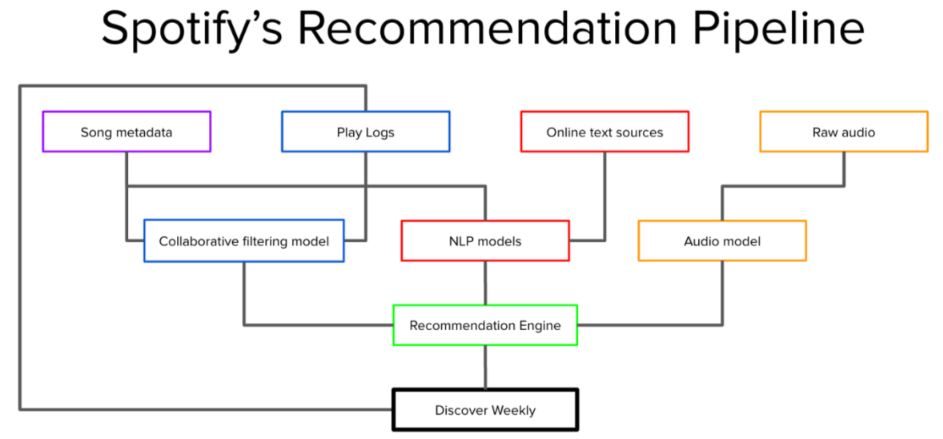 Spotify’s Recommendation Pipeline
Song metadata
Play Logs
Online text sources
Raw audio
Collaborative filtering model
NLP models
Audio model
Recommendation Engine
Discover Weekly